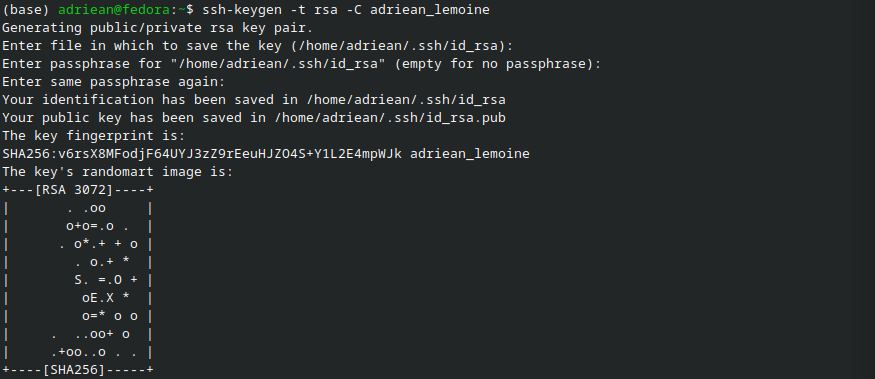 (base) adriean@fedora:~$ ssh-keygen -t rsa -C adriean_lemoine
Generating public/private rsa key pair.
Enter file in which to save the key (/home/adriean/.ssh/id_rsa):
Enter passphrase for "/home/adriean/.ssh/id_rsa" (empty for no passphrase):
Enter same passphrase again:
Your identification has been saved in /home/adriean/.ssh/id_rsa
Your public key has been saved in /home/adriean/.ssh/id_rsa.pub
The key fingerprint is:
SHA256:v6rsX8MFodjF64UYJ3zZ9rEeuHJZO4S+Y1L2E4mpWJk adriean_lemoine
The key's randomart image is:
+---[RSA 3072]----+
|       . .oo     |
|       o+o=.o .  |
|      . o*.+ + o |
|        . o.+ *  |
|        S. =.O + |
|         oE.X *  |
|         o=* o o |
|     .  ..oo+ o  |
|     .+oo..o . . |
+----[SHA256]-----+